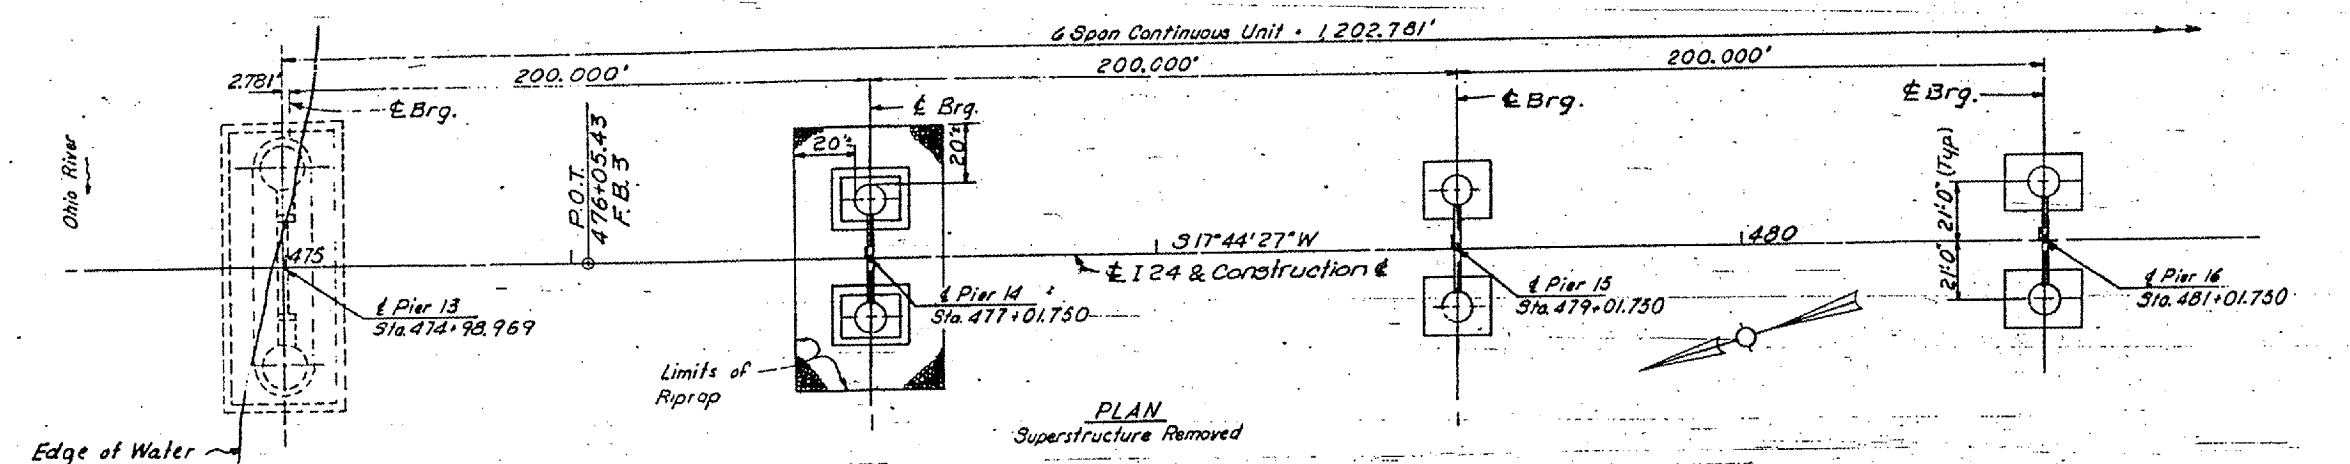 6 Span Continuous Unit - 1,202.781'
2.781'
200.000'
200.000'
200.000'
℄ Brg.
℄ Brg.
℄ Brg.
℄ Brg.
Ohio River
P.O.T.
476+05.43
F.B. 3
20'±
20'±
21'-0" 21'-0" (Typ)
475
S 17° 44' 27" W
480
℄ I 24 & Construction ℄
℄ Pier 13
Sta. 474+98.969
℄ Pier 14
Sta. 477+01.750
℄ Pier 15
Sta. 479+01.750
℄ Pier 16
Sta. 481+01.750
Limits of
Riprap
PLAN
Superstructure Removed
Edge of Water